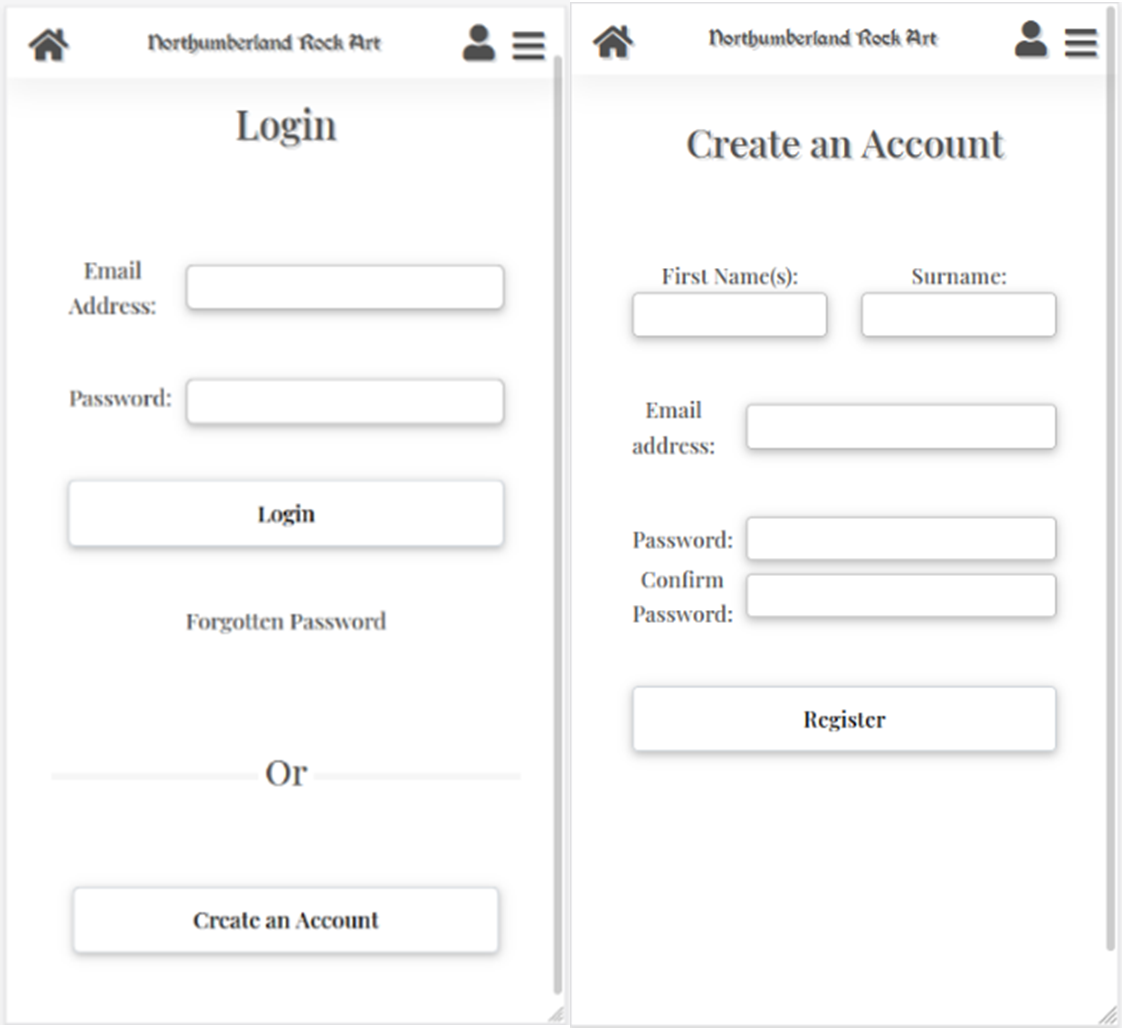 Northumberland Rock Art
Login
Email
Address:
Password:
Login
Forgotten Password
Or
Create an Account
Northumberland Rock Art
Create an Account
First Name(s):
Surname:
Email
address:
Password:
Confirm
Password:
Register